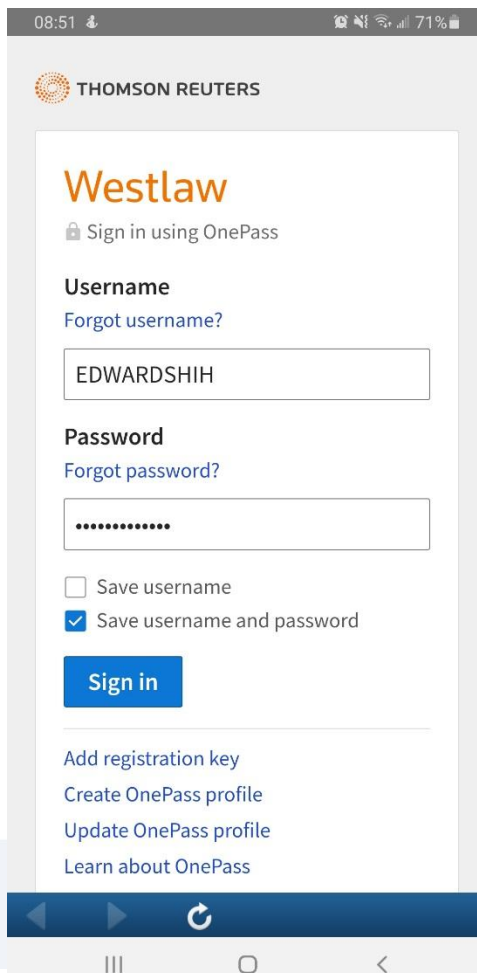 08:51 71%
THOMSON REUTERS
Westlaw
Sign in using OnePass
Username
Forgot username?
EDWARDSHIH
Password
Forgot password?
•••••••••••••
Save username
Save username and password
Sign in
Add registration key
Create OnePass profile
Update OnePass profile
Learn about OnePass